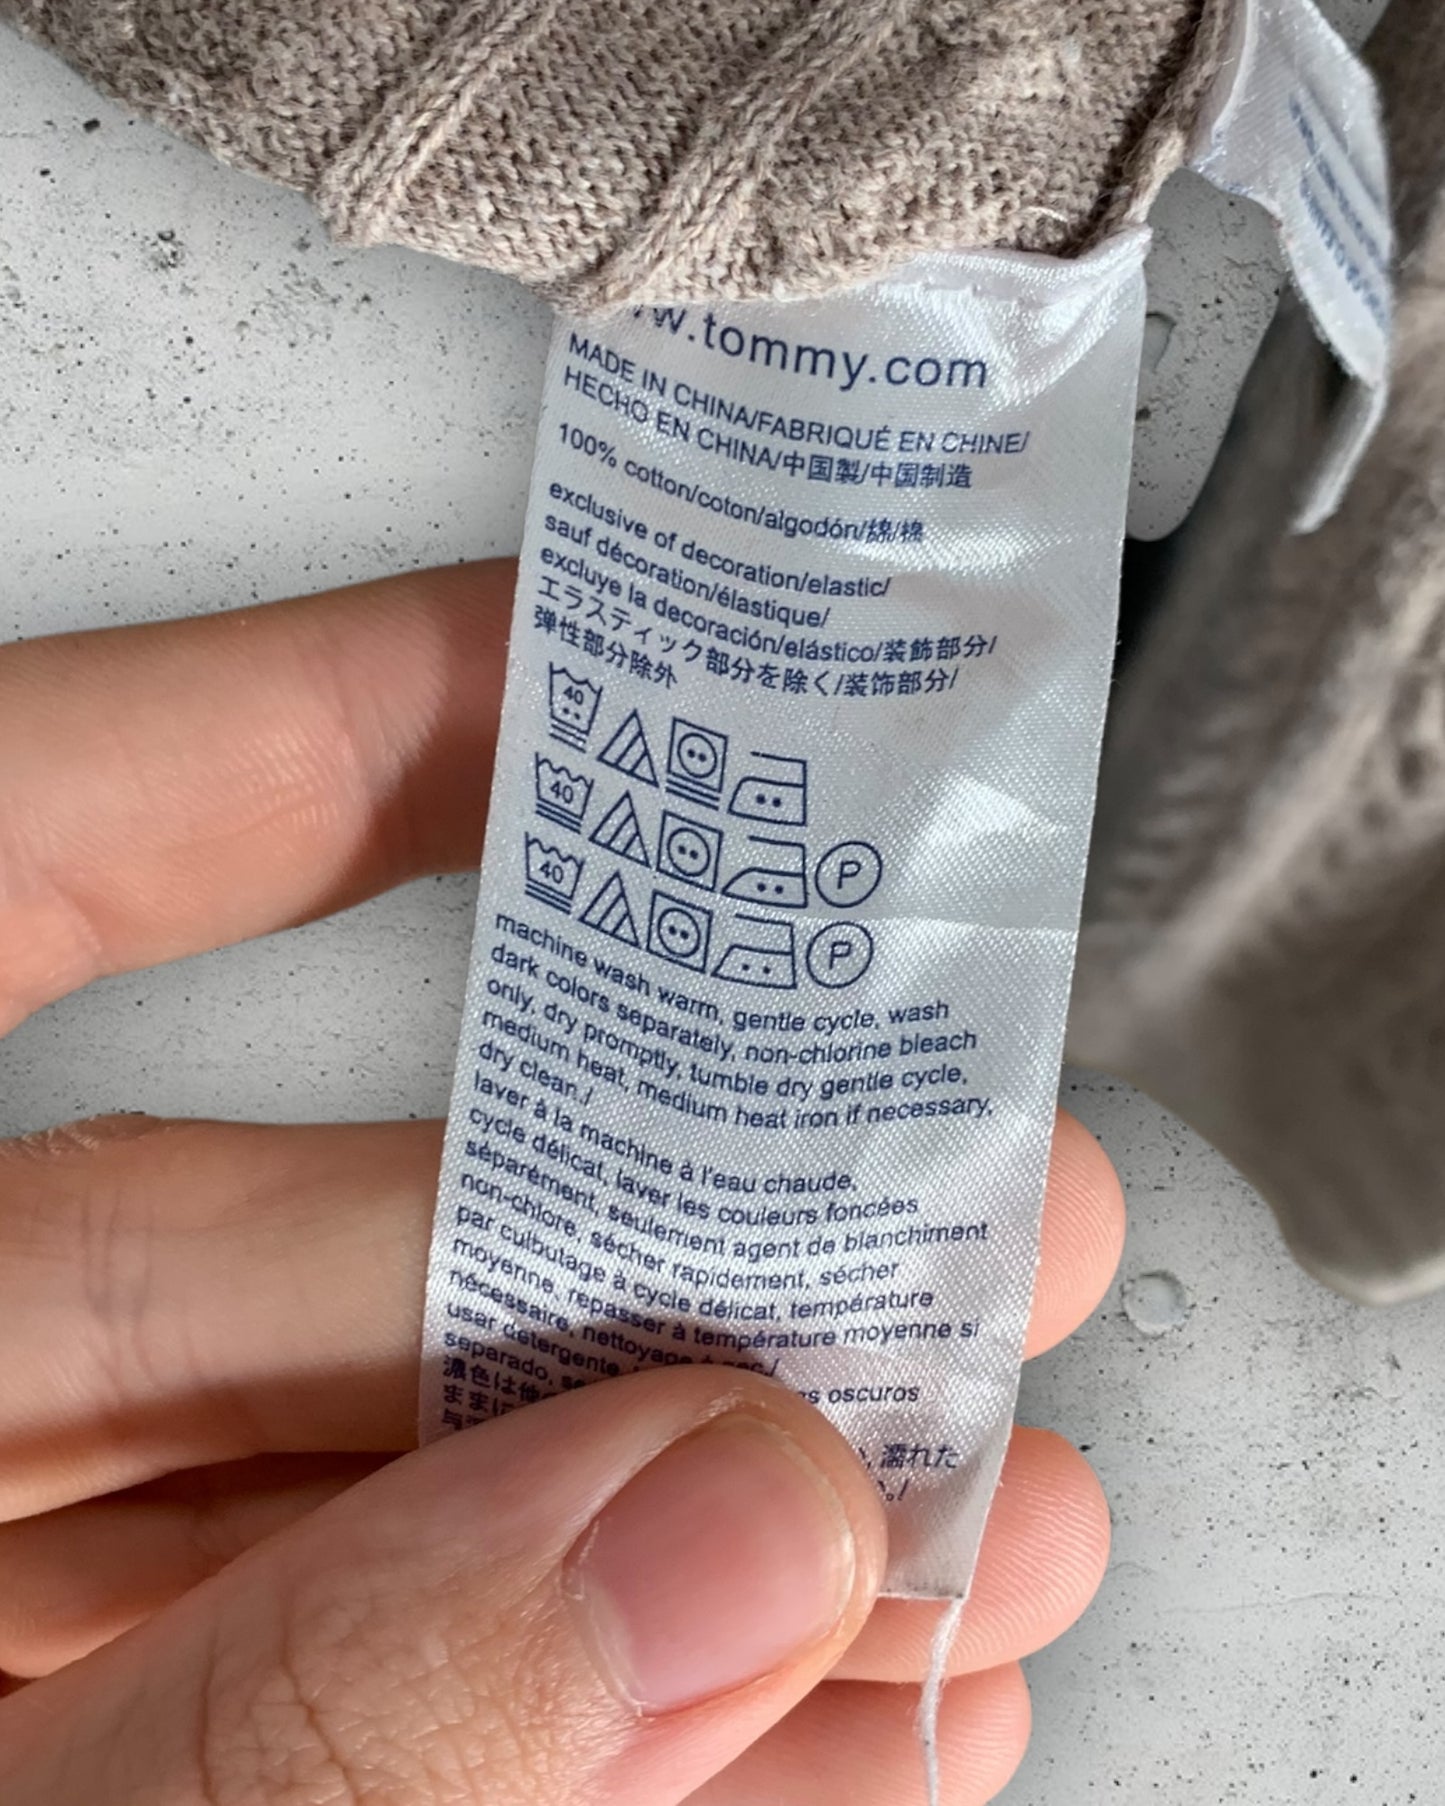 w.tommy.com
MADE IN CHINA/FABRIQUÉ EN CHINE/
HECHO EN CHINA/中国製/中国制造
100% cotton/coton/algodón/綿/棉
exclusive of decoration/elastic/
sauf décoration/élastique/
excluye la decoración/elástico/装飾部分/
エラスティック部分を除く/装饰部分/
弹性部分除外
40
40 P
40 P
machine wash warm, gentle cycle, wash
dark colors separately, non-chlorine bleach
only, dry promptly, tumble dry gentle cycle,
medium heat, medium heat iron if necessary,
dry clean./
laver à la machine à l'eau chaude,
cycle délicat, laver les couleurs foncées
séparément, seulement agent de blanchiment
non-chlore, sécher rapidement, sécher
par culbutage à cycle délicat, température
moyenne, repasser à température moyenne si
nécessaire, nettoyage à sec./
usar detergente
separado, oscuros
濃色は他
ままに 濡れた